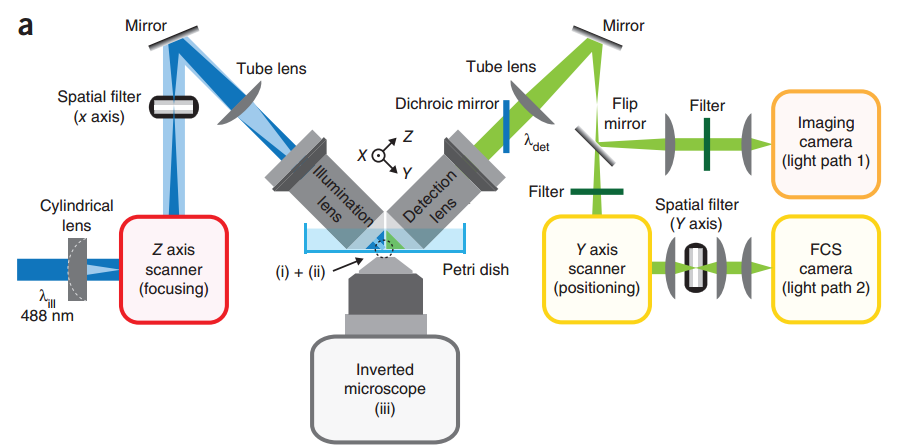 a
Mirror
Mirror
Tube lens
Tube lens
Spatial filter
(x axis)
Dichroic mirror
λdet
Flip
mirror
Filter
Imaging
camera
(light path 1)
X
Z
Y
Illumination
lens
Detection
lens
Filter
Cylindrical
lens
Spatial filter
(Y axis)
Z axis
scanner
(focusing)
(i) + (ii)
Petri dish
Y axis
scanner
(positioning)
FCS
camera
(light path 2)
λill
488 nm
Inverted
microscope
(iii)